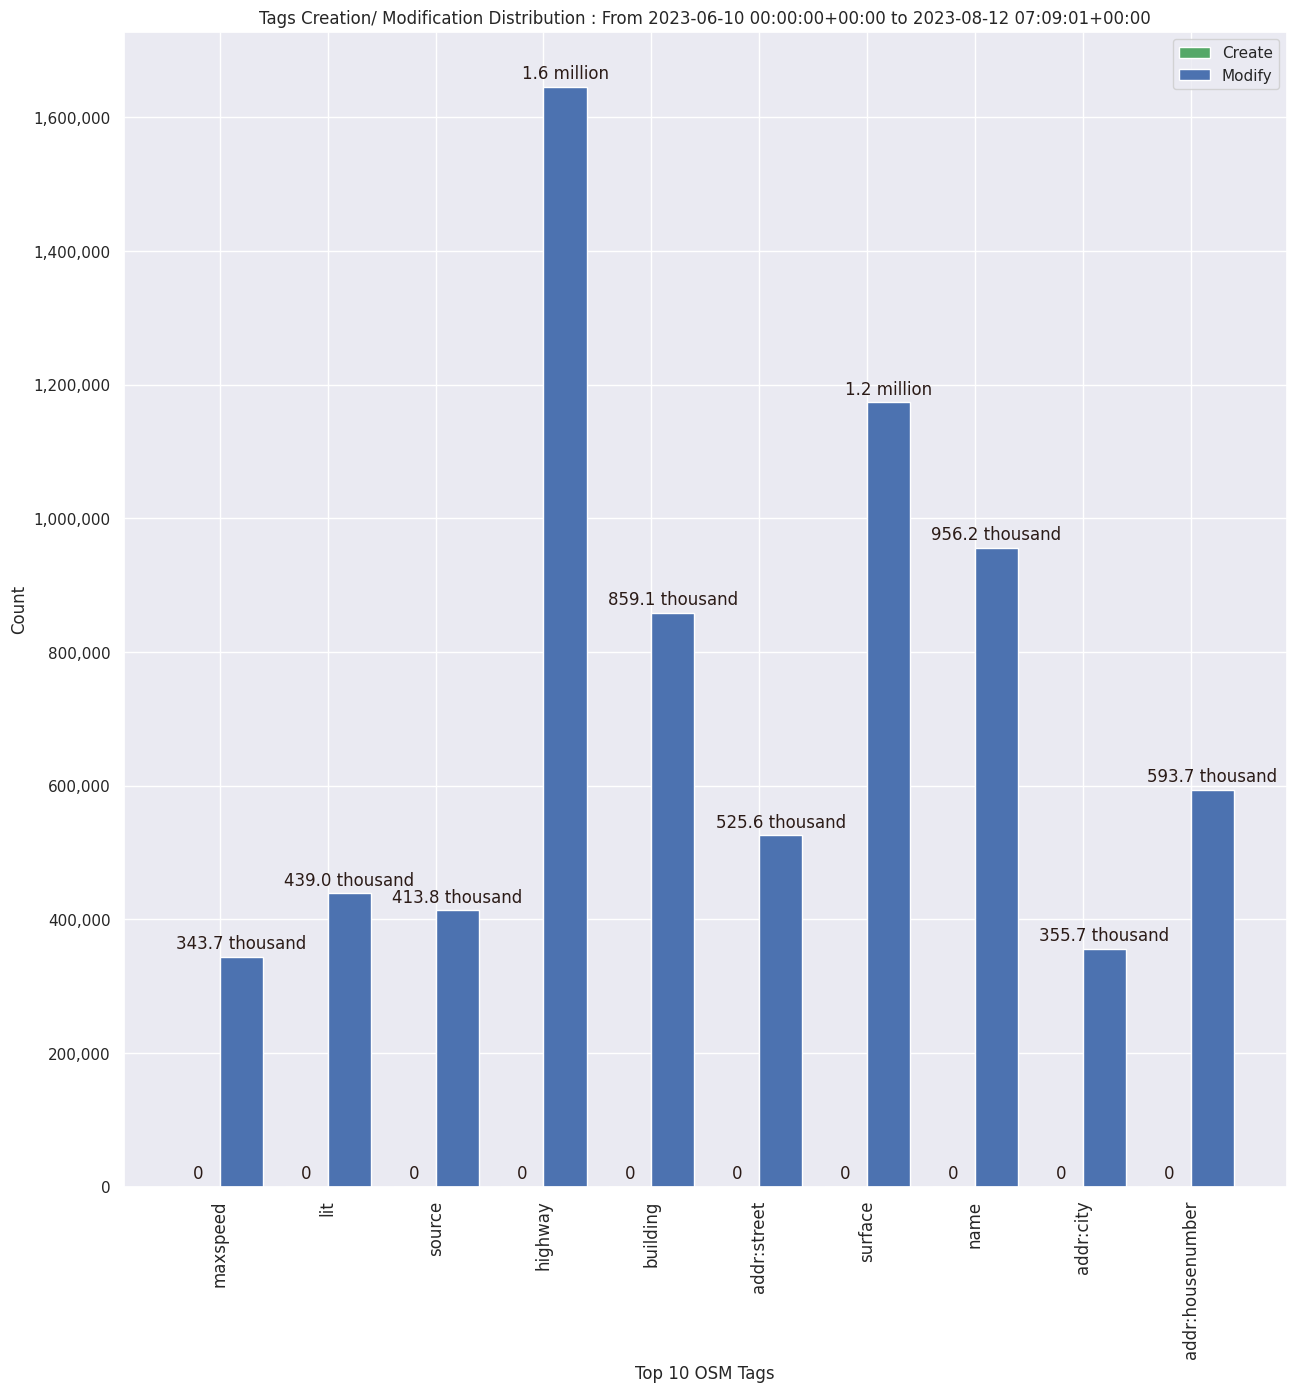 Tags Creation/ Modification Distribution : From 2023-06-10 00:00:00+00:00 to 2023-08-12 07:09:01+00:00
Create
Modify
1.6 million
1,600,000
1,400,000
1,200,000
1.2 million
1,000,000
956.2 thousand
859.1 thousand
800,000
593.7 thousand
600,000
525.6 thousand
439.0 thousand
413.8 thousand
400,000
343.7 thousand
355.7 thousand
200,000
0 0 0 0 0 0 0 0 0 0
0
Count
maxspeed
lit
source
highway
building
addr:street
surface
name
addr:city
addr:housenumber
Top 10 OSM Tags